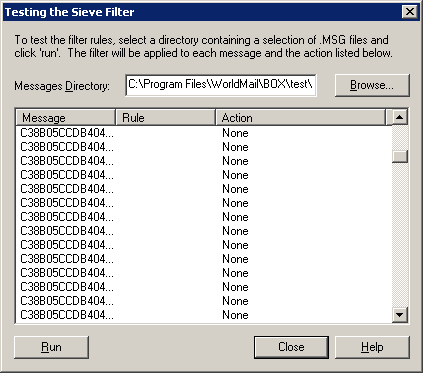 Testing the Sieve Filter
To test the filter rules, select a directory containing a selection of .MSG files and
click 'run'. The filter will be applied to each message and the action listed below.
Messages Directory: C:\Program Files\WorldMail\BOX\test\ Browse...
Message Rule Action
C38B05CCDB404... None
C38B05CCDB404... None
C38B05CCDB404... None
C38B05CCDB404... None
C38B05CCDB404... None
C38B05CCDB404... None
C38B05CCDB404... None
C38B05CCDB404... None
C38B05CCDB404... None
C38B05CCDB404... None
C38B05CCDB404... None
C38B05CCDB404... None
C38B05CCDB404... None
C38B05CCDB404... None
Run Close Help